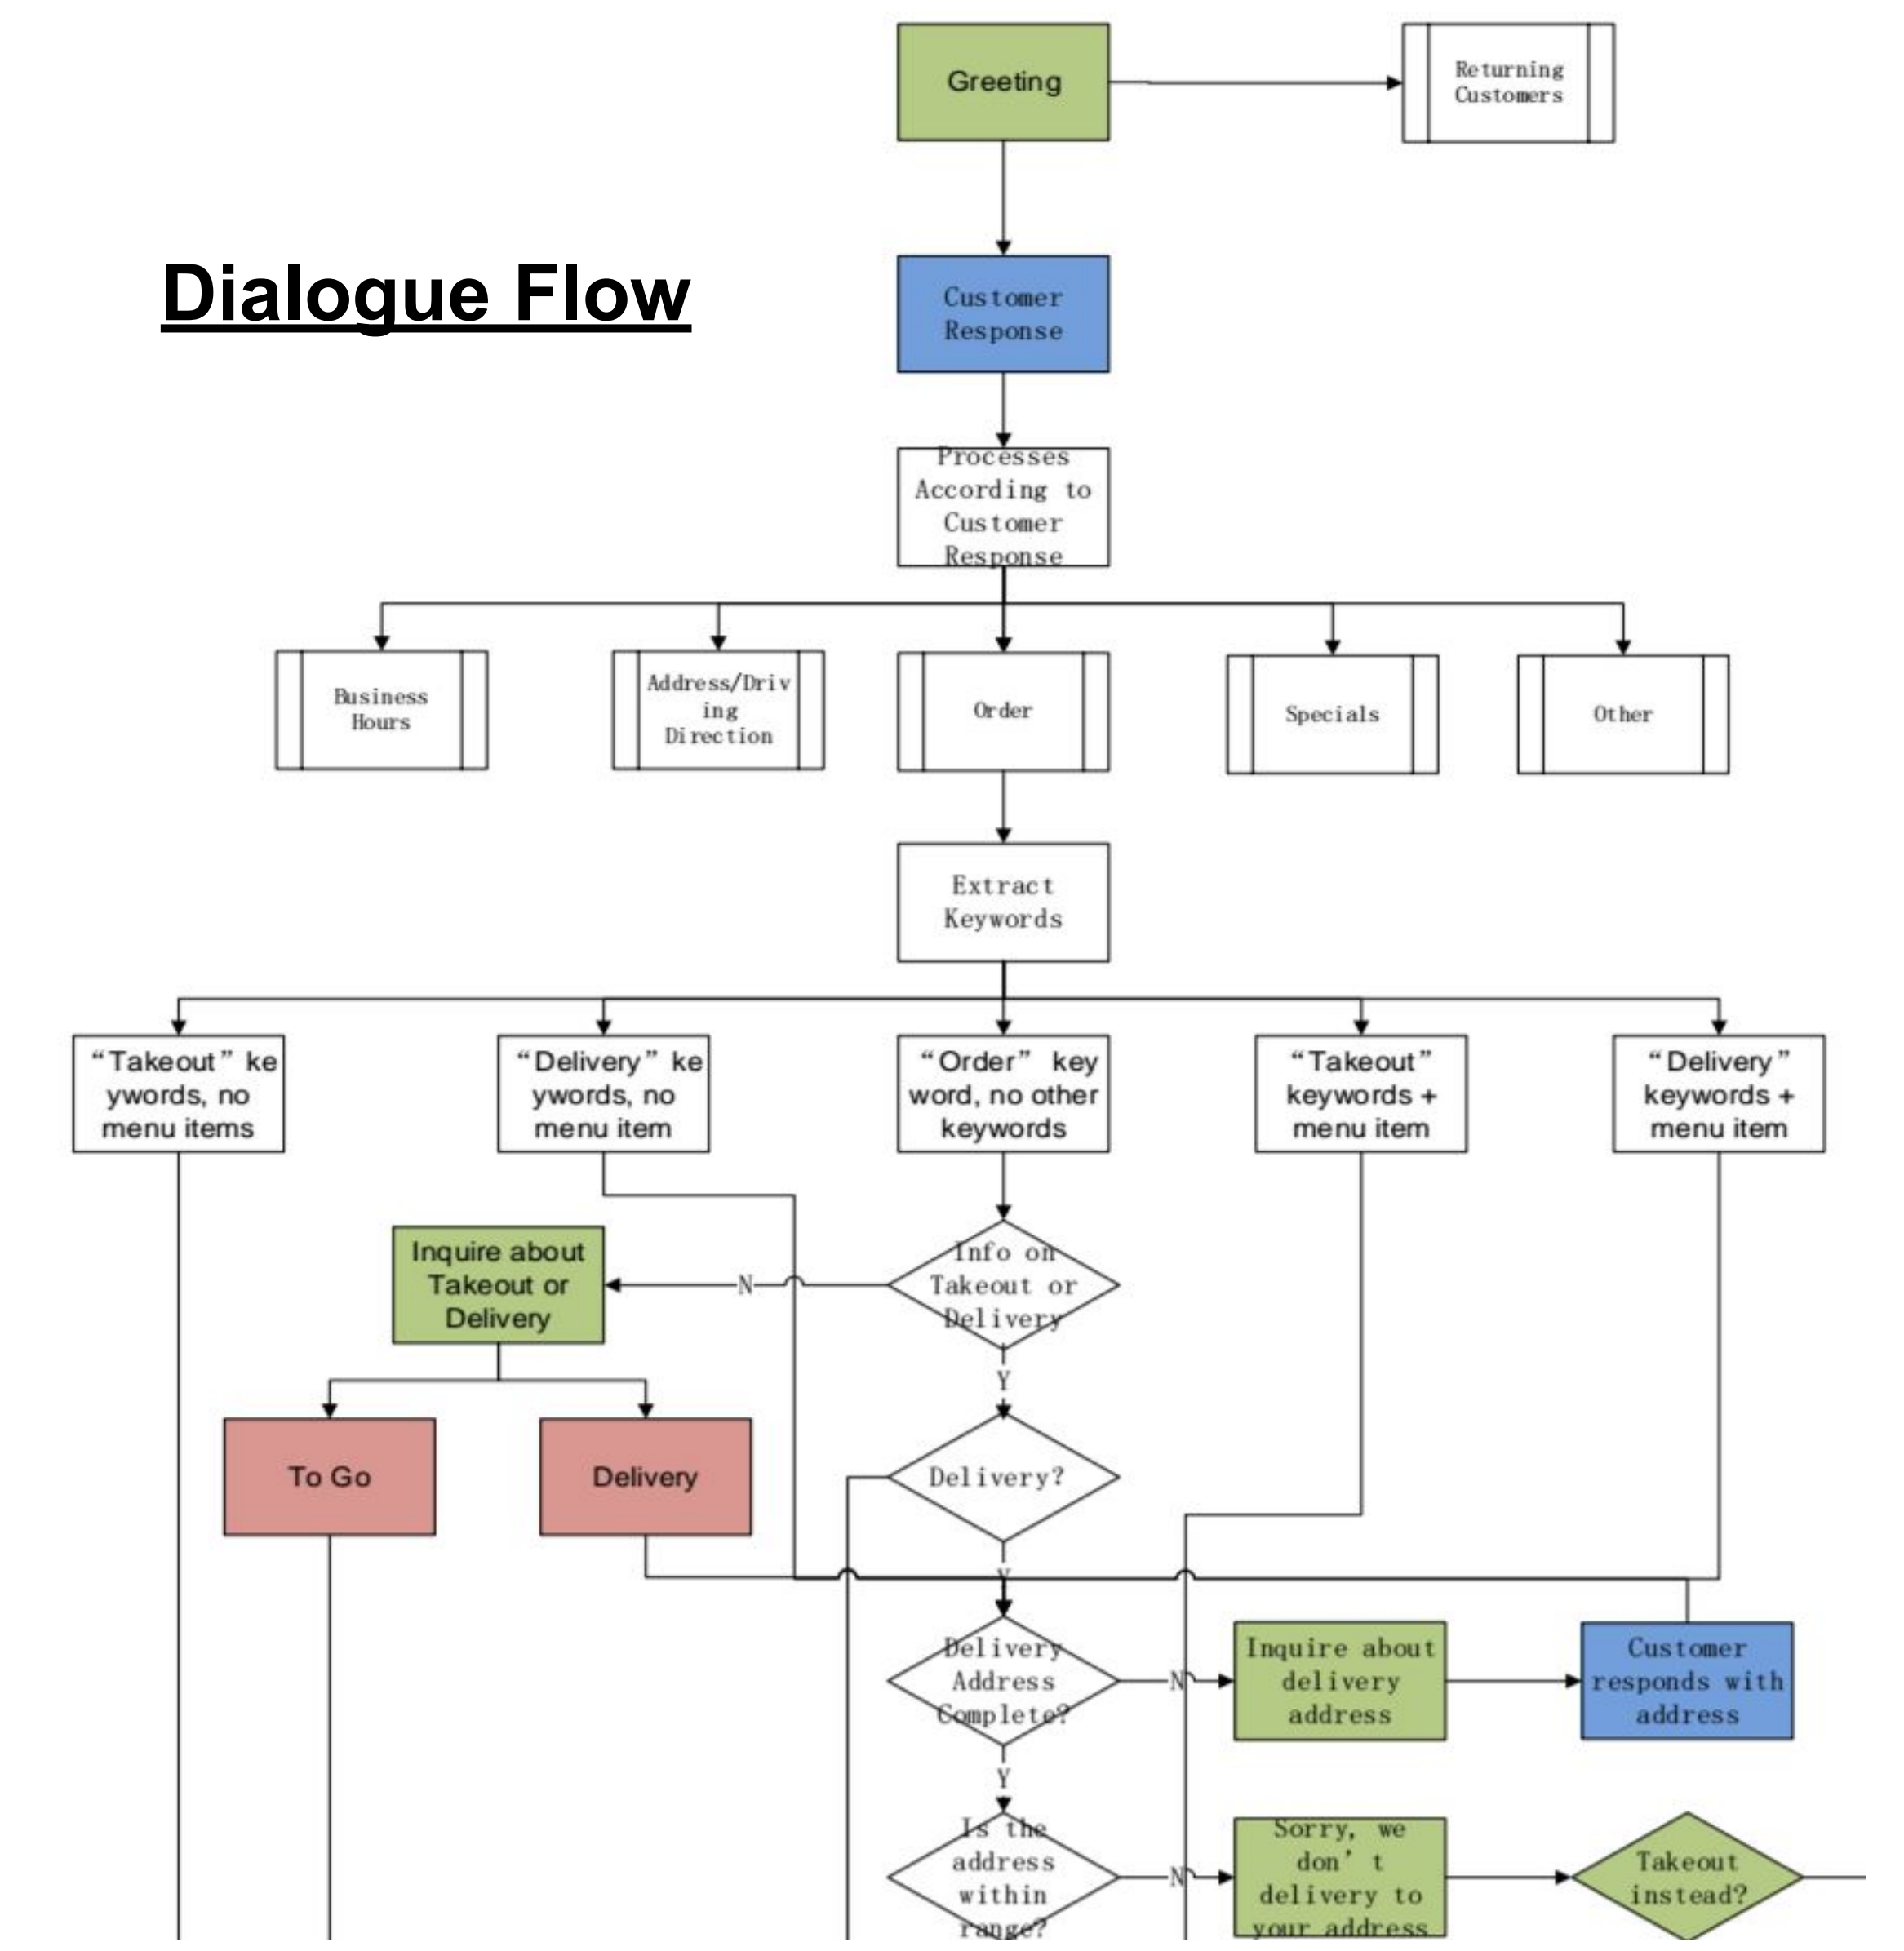 Greeting
Returning
Customers
Dialogue Flow
Customer
Response
Processes
According to
Customer
Response
Business
Hours
Address/Driv
ing
Direction
Order
Specials
Other
Extract
Keywords
“Takeout” ke
ywords, no
menu items
“Delivery” ke
ywords, no
menu item
“Order” key
word, no other
keywords
“Takeout”
keywords +
menu item
“Delivery”
keywords +
menu item
Inquire about
Takeout or
Delivery
N
Info on
Takeout or
Delivery
Y
To Go
Delivery
Delivery?
Y
Delivery
Address
Complete?
N
Inquire about
delivery
address
Customer
responds with
address
Y
Is the
address
within
range?
N
Sorry, we
don’t
delivery to
your address
Takeout
instead?